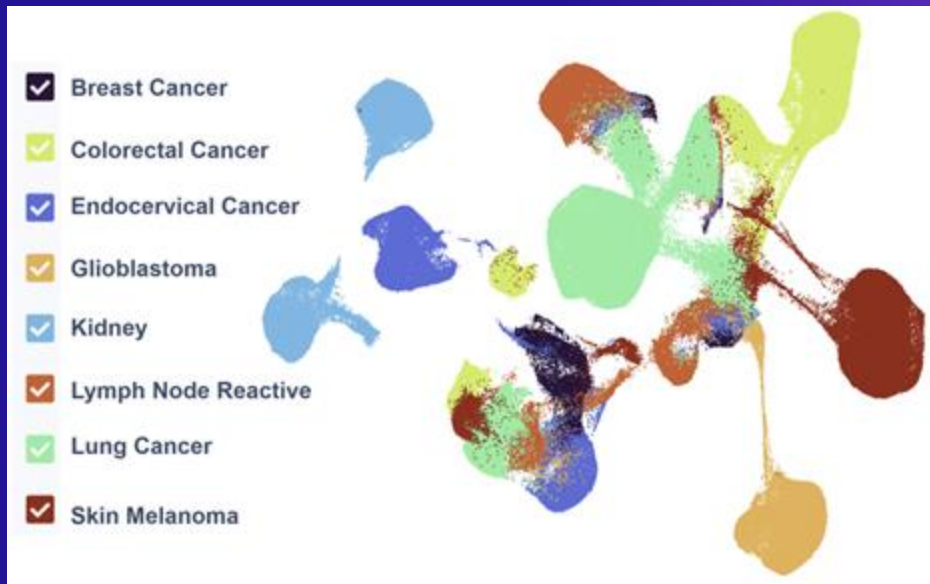 Breast Cancer
Colorectal Cancer
Endocervical Cancer
Glioblastoma
Kidney
Lymph Node Reactive
Lung Cancer
Skin Melanoma